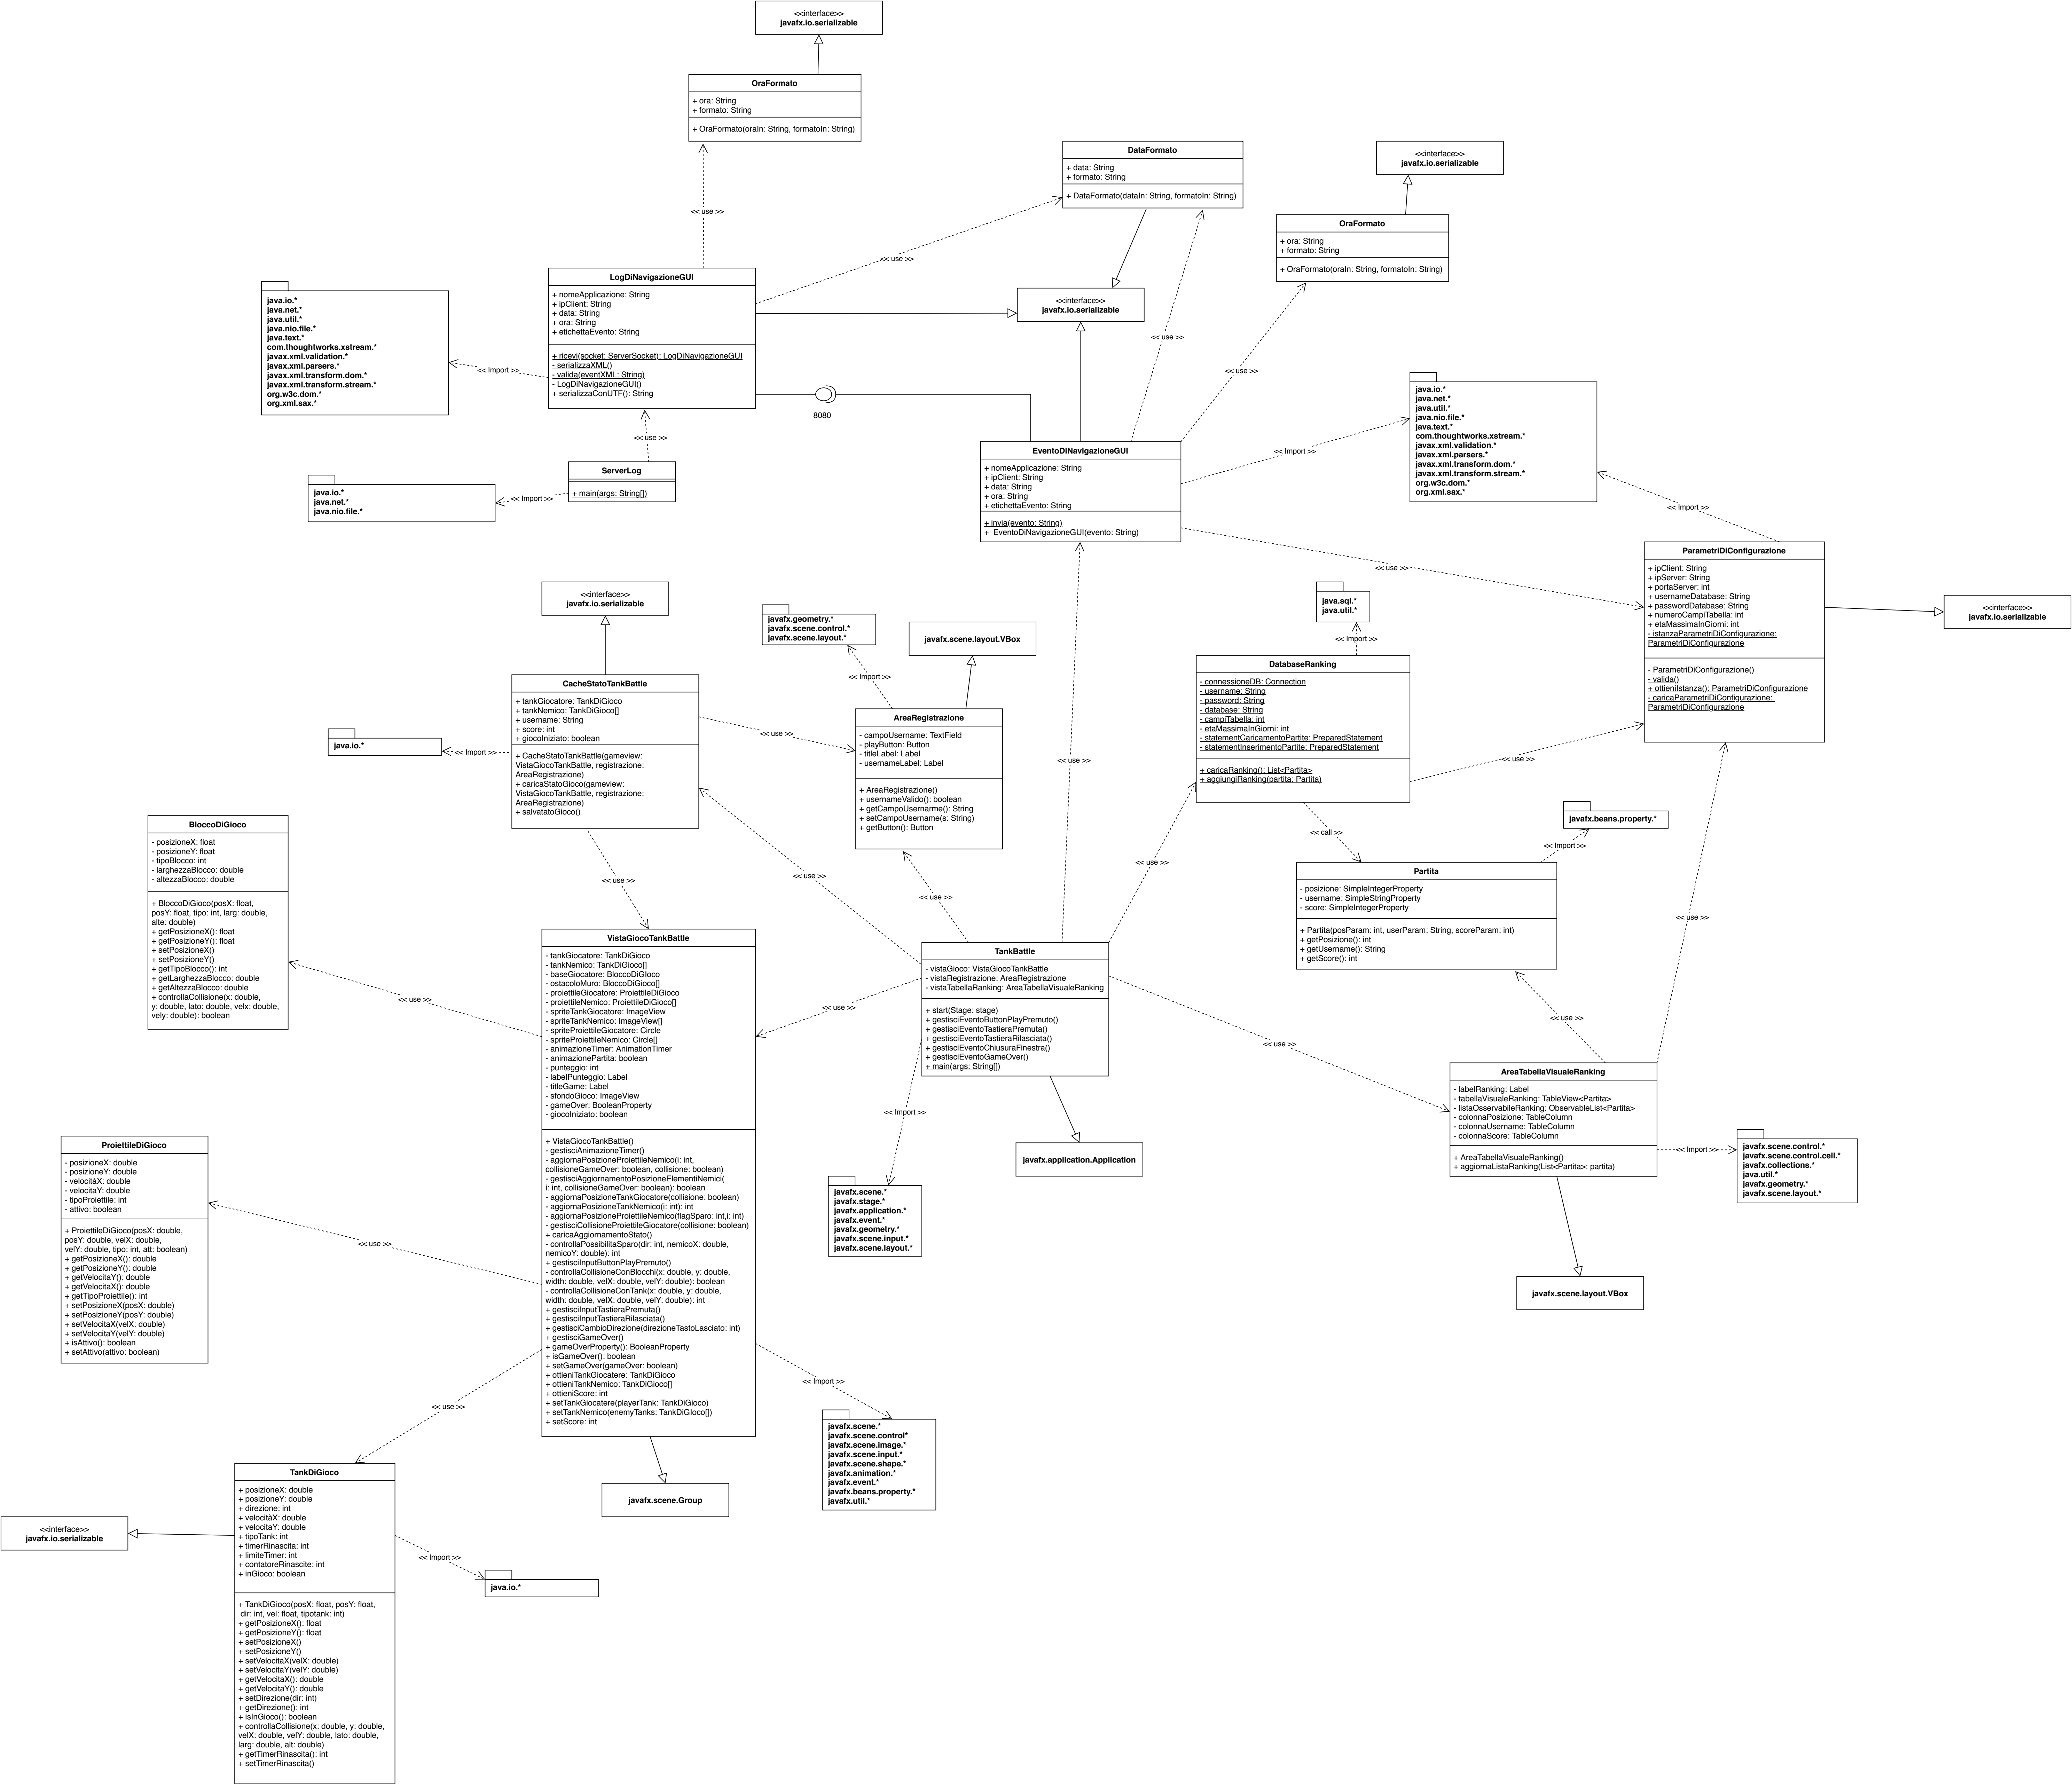 <<interface>>
javafx.io.serializable
OraFormato
+ ora: String
+ formato: String
+ OraFormato(oraIn: String, formatoIn: String)
<< use >>
DataFormato
+ data: String
+ formato: String
+ DataFormato(dataIn: String, formatoIn: String)
<<interface>>
javafx.io.serializable
OraFormato
+ ora: String
+ formato: String
+ OraFormato(oraIn: String, formatoIn: String)
<< use >>
<< use >>
<< use >>
<<interface>>
javafx.io.serializable
java.io.*
java.net.*
java.util.*
java.nio.file.*
java.text.*
com.thoughtworks.xstream.*
javax.xml.validation.*
javax.xml.parsers.*
javax.xml.transform.dom.*
javax.xml.transform.stream.*
org.w3c.dom.*
org.xml.sax.*
<< Import >>
LogDiNavigazioneGUI
+ nomeApplicazione: String
+ ipClient: String
+ data: String
+ ora: String
+ etichettaEvento: String
+ ricevi(socket: ServerSocket): LogDiNavigazioneGUI
- serializzaXML()
- valida(eventXML: String)
- LogDiNavigazioneGUI()
+ serializzaConUTF(): String
8080
<< use >>
ServerLog
+ main(args: String[])
<< Import >>
java.io.*
java.net.*
java.nio.file.*
EventoDiNavigazioneGUI
+ nomeApplicazione: String
+ ipClient: String
+ data: String
+ ora: String
+ etichettaEvento: String
+ invia(evento: String)
+  EventoDiNavigazioneGUI(evento: String)
<< Import >>
java.io.*
java.net.*
java.util.*
java.nio.file.*
java.text.*
com.thoughtworks.xstream.*
javax.xml.validation.*
javax.xml.parsers.*
javax.xml.transform.dom.*
javax.xml.transform.stream.*
org.w3c.dom.*
org.xml.sax.*
<< Import >>
<< use >>
ParametriDiConfigurazione
+ ipClient: String
+ ipServer: String
+ portaServer: int
+ usernameDatabase: String
+ passwordDatabase: String
+ numeroCampiTabella: int
+ etaMassimaInGiorni: int
- istanzaParametriDiConfigurazione:
ParametriDiConfigurazione
- ParametriDiConfigurazione()
- valida()
+ ottieniIstanza(): ParametriDiConfigurazione
- caricaParametriDiConfigurazione:
ParametriDiConfigurazione
<<interface>>
javafx.io.serializable
<<interface>>
javafx.io.serializable
CacheStatoTankBattle
+ tankGiocatore: TankDiGioco
+ tankNemico: TankDiGioco[]
+ username: String
+ score: int
+ giocoIniziato: boolean
+ CacheStatoTankBattle(gameview:
VistaGiocoTankBattle, registrazione:
AreaRegistrazione)
+ caricaStatoGioco(gameview:
VistaGiocoTankBattle, registrazione:
AreaRegistrazione)
+ salvatatoGioco()
<< Import >>
java.io.*
javafx.geometry.*
javafx.scene.control.*
javafx.scene.layout.*
<< Import >>
javafx.scene.layout.VBox
AreaRegistrazione
- campoUsername: TextField
- playButton: Button
- titleLabel: Label
- usernameLabel: Label
+ AreaRegistrazione()
+ usernameValido(): boolean
+ getCampoUsername(): String
+ setCampoUsername(s: String)
+ getButton(): Button
<< use >>
<< use >>
<< use >>
<< use >>
<< use >>
java.sql.*
java.util.*
<< Import >>
DatabaseRanking
- connessioneDB: Connection
- username: String
- password: String
- database: String
- campiTabella: int
- etaMassimaInGiorni: int
- statementCaricamentoPartite: PreparedStatement
- statementInserimentoPartite: PreparedStatement
+ caricaRanking(): List<Partita>
+ aggiungiRanking(partita: Partita)
<< use >>
<< call >>
<< use >>
javafx.beans.property.*
<< Import >>
Partita
- posizione: SimpleIntegerProperty
- username: SimpleStringProperty
- score: SimpleIntegerProperty
+ Partita(posParam: int, userParam: String, scoreParam: int)
+ getPosizione(): int
+ getUsername(): String
+ getScore(): int
<< use >>
<< use >>
BloccoDiGioco
- posizioneX: float
- posizioneY: float
- tipoBlocco: int
- larghezzaBlocco: double
- altezzaBlocco: double
+ BloccoDiGioco(posX: float,
posY: float, tipo: int, larg: double,
alte: double)
+ getPosizioneX(): float
+ getPosizioneY(): float
+ setPosizioneX()
+ setPosizioneY()
+ getTipoBlocco(): int
+ getLarghezzaBlocco: double
+ getAltezzaBlocco: double
+ controllaCollisione(x: double,
y: double, lato: double, velx: double,
vely: double): boolean
<< use >>
VistaGiocoTankBattle
- tankGiocatore: TankDiGioco
- tankNemico: TankDiGioco[]
- baseGiocatore: BloccoDiGIoco
- ostacoloMuro: BloccoDiGioco[]
- proiettileGiocatore: ProiettileDiGioco
- proiettileNemico: ProiettileDiGioco[]
- spriteTankGiocatore: ImageView
- spriteTankNemico: ImageView[]
- spriteProiettileGiocatore: Circle
- spriteProiettileNemico: Circle[]
- animazioneTimer: AnimationTimer
- animazionePartita: boolean
- punteggio: int
- labelPunteggio: Label
- titleGame: Label
- sfondoGioco: ImageView
- gameOver: BooleanProperty
- giocoIniziato: boolean
+ VistaGiocoTankBattle()
- gestisciAnimazioneTimer()
- aggiornaPosizioneProiettileNemico(i: int,
collisioneGameOver: boolean, collisione: boolean)
- gestisciAggiornamentoPosizioneElementiNemici(
i: int, collisioneGameOver: boolean): boolean
- aggiornaPosizioneTankGiocatore(collisione: boolean)
- aggiornaPosizioneTankNemico(i: int): int
- aggiornaPosizioneProiettileNemico(flagSparo: int,i: int)
- gestisciCollisioneProiettileGiocatore(collisione: boolean)
+ caricaAggiornamentoStato()
- controllaPossibilitaSparo(dir: int, nemicoX: double,
nemicoY: double): int
+ gestisciInputButtonPlayPremuto()
- controllaCollisioneConBlocchi(x: double, y: double,
width: double, velX: double, velY: double): boolean
- controllaCollisioneConTank(x: double, y: double,
width: double, velX: double, velY: double): int
+ gestisciInputTastieraPremuta()
+ gestisciInputTastieraRilasciata()
+ gestisciCambioDirezione(direzioneTastoLasciato: int)
+ gestisciGameOver()
+ gameOverProperty(): BooleanProperty
+ isGameOver(): boolean
+ setGameOver(gameOver: boolean)
+ ottieniTankGiocatere: TankDiGioco
+ ottieniTankNemico: TankDiGioco[]
+ ottieniScore: int
+ setTankGiocatere(playerTank: TankDiGioco)
+ setTankNemico(enemyTanks: TankDiGIoco[])
+ setScore: int
<< use >>
TankBattle
- vistaGioco: VistaGiocoTankBattle
- vistaRegistrazione: AreaRegistrazione
- vistaTabellaRanking: AreaTabellaVisualeRanking
+ start(Stage: stage)
+ gestisciEventoButtonPlayPremuto()
+ gestisciEventoTastieraPremuta()
+ gestisciEventoTastieraRilasciata()
+ gestisciEventoChiusuraFinestra()
+ gestisciEventoGameOver()
+ main(args: String[])
<< use >>
<< Import >>
javafx.application.Application
javafx.scene.*
javafx.stage.*
javafx.application.*
javafx.event.*
javafx.geometry.*
javafx.scene.input.*
javafx.scene.layout.*
AreaTabellaVisualeRanking
- labelRanking: Label
- tabellaVisualeRanking: TableView<Partita>
- listaOsservabileRanking: ObservableList<Partita>
- colonnaPosizione: TableColumn
- colonnaUsername: TableColumn
- colonnaScore: TableColumn
+ AreaTabellaVisualeRanking()
+ aggiornaListaRanking(List<Partita>: partita)
<< Import >>
javafx.scene.control.*
javafx.scene.control.cell.*
javafx.collections.*
java.util.*
javafx.geometry.*
javafx.scene.layout.*
javafx.scene.layout.VBox
ProiettileDiGioco
- posizioneX: double
- posizioneY: double
- velocitàX: double
- velocitaY: double
- tipoProiettile: int
- attivo: boolean
+ ProiettileDiGioco(posX: double,
posY: double, velX: double,
velY: double, tipo: int, att: boolean)
+ getPosizioneX(): double
+ getPosizioneY(): double
+ getVelocitaY(): double
+ getVelocitaX(): double
+ getTipoProiettile(): int
+ setPosizioneX(posX: double)
+ setPosizioneY(posY: double)
+ setVelocitaX(velX: double)
+ setVelocitaY(velY: double)
+ isAttivo(): boolean
+ setAttivo(attivo: boolean)
<< use >>
<< use >>
<< Import >>
javafx.scene.*
javafx.scene.control*
javafx.scene.image.*
javafx.scene.input.*
javafx.scene.shape.*
javafx.animation.*
javafx.event.*
javafx.beans.property.*
javafx.util.*
javafx.scene.Group
TankDiGioco
+ posizioneX: double
+ posizioneY: double
+ direzione: int
+ velocitàX: double
+ velocitaY: double
+ tipoTank: int
+ timerRinascita: int
+ limiteTimer: int
+ contatoreRinascite: int
+ inGioco: boolean
+ TankDiGioco(posX: float, posY: float,
dir: int, vel: float, tipotank: int)
+ getPosizioneX(): float
+ getPosizioneY(): float
+ setPosizioneX()
+ setPosizioneY()
+ setVelocitaX(velX: double)
+ setVelocitaY(velY: double)
+ getVelocitaX(): double
+ getVelocitaY(): double
+ setDirezione(dir: int)
+ getDirezione(): int
+ isInGioco(): boolean
+ controllaCollisione(x: double, y: double,
velX: double, velY: double, lato: double,
larg: double, alt: double)
+ getTimerRinascita(): int
+ setTimerRinascita()
<<interface>>
javafx.io.serializable
<< Import >>
java.io.*